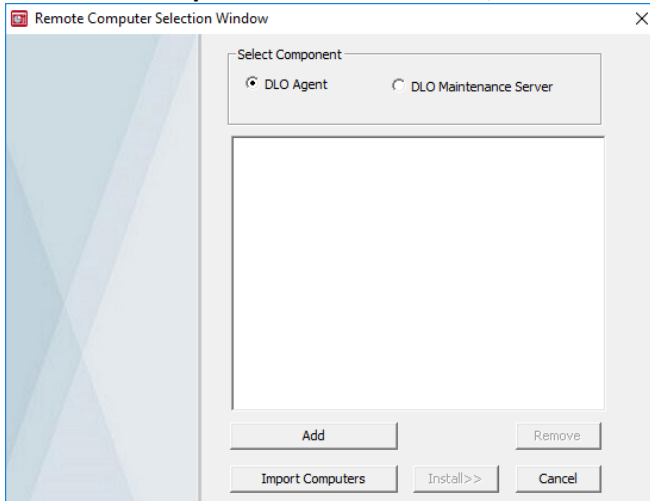 Remote Computer Selection Window
Select Component
DLO Agent DLO Maintenance Server
Add Remove
Import Computers Install>> Cancel